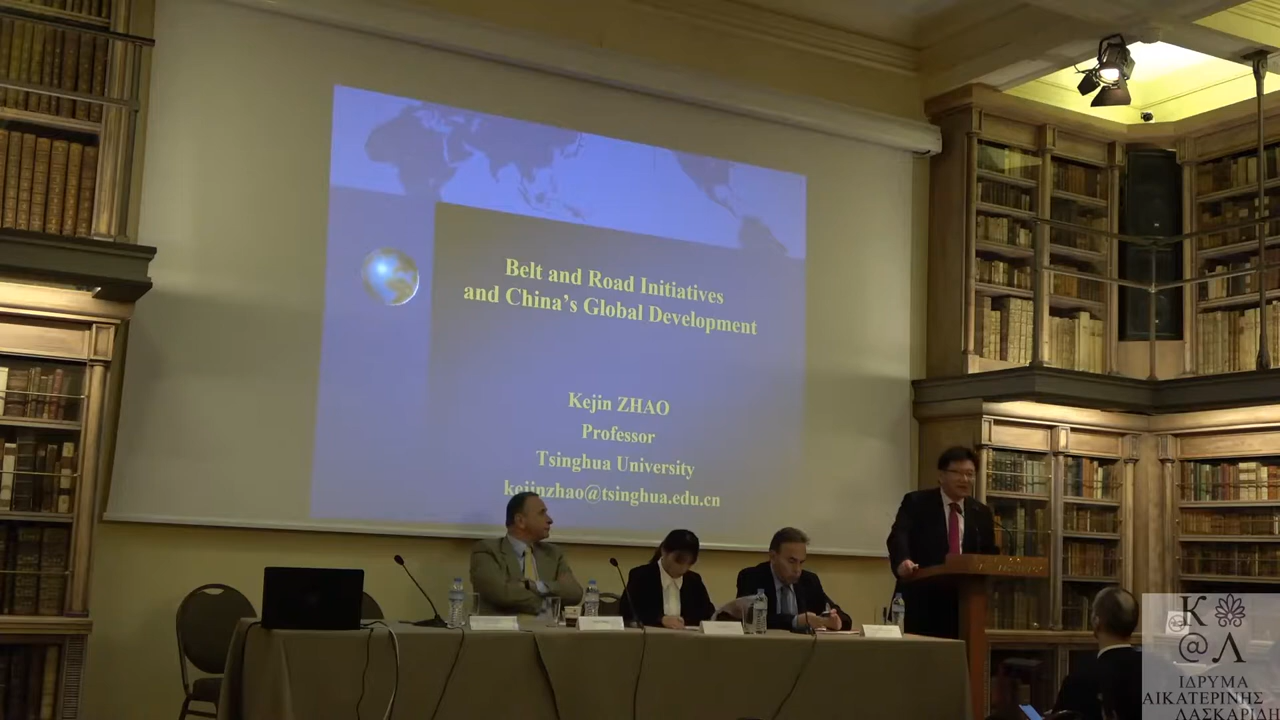 Belt and Road Initiatives
and China's Global Development
Kejin ZHAO
Professor
Tsinghua University
kejinzhao@tsinghua.edu.cn
Κ
@ Λ
ΙΔΡΥΜΑ
ΑΙΚΑΤΕΡΙΝΗΣ
ΛΑΣΚΑΡΙΔΗ